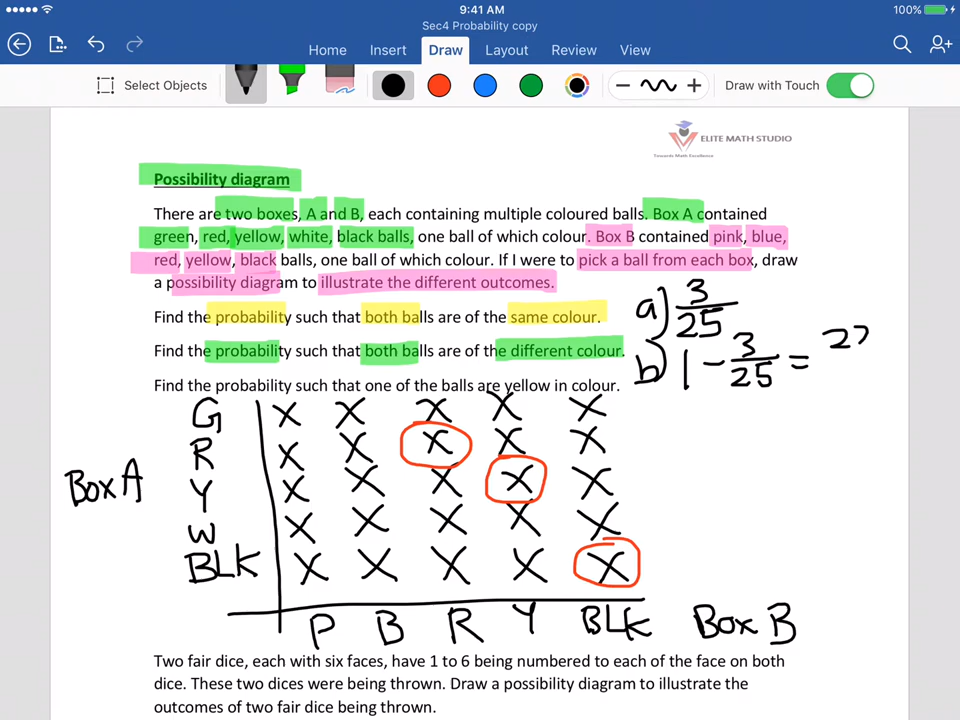 9:41 AM
100%
Sec4 Probability copy
Home Insert Draw Layout Review View
Select Objects
Draw with Touch
ELITE MATH STUDIO
Towards Math Excellence
Possibility diagram
There are two boxes, A and B, each containing multiple coloured balls. Box A contained
green, red, yellow, white, black balls, one ball of which colour. Box B contained pink, blue,
red, yellow, black balls, one ball of which colour. If I were to pick a ball from each box, draw
a possibility diagram to illustrate the different outcomes.
Find the probability such that both balls are of the same colour.
Find the probability such that both balls are of the different colour.
Find the probability such that one of the balls are yellow in colour.
a) 3/25
b) 1 - 3/25 = 22
G X X X X X
R X X X X X
Box A Y X X X X X
W X X X X X
BLK X X X X X
P B R Y BLK Box B
Two fair dice, each with six faces, have 1 to 6 being numbered to each of the face on both
dice. These two dices were being thrown. Draw a possibility diagram to illustrate the
outcomes of two fair dice being thrown.